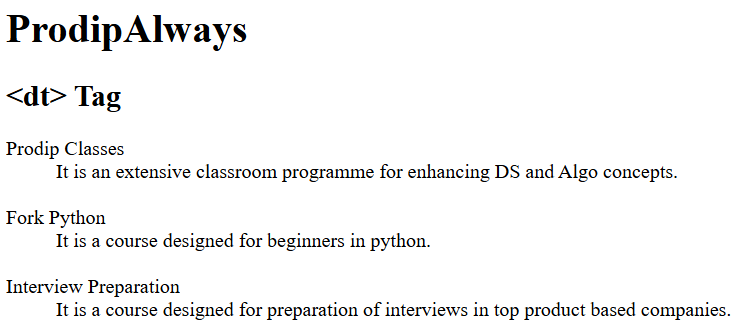 ProdipAlways
<dt> Tag
Prodip Classes
It is an extensive classroom programme for enhancing DS and Algo concepts.
Fork Python
It is a course designed for beginners in python.
Interview Preparation
It is a course designed for preparation of interviews in top product based companies.